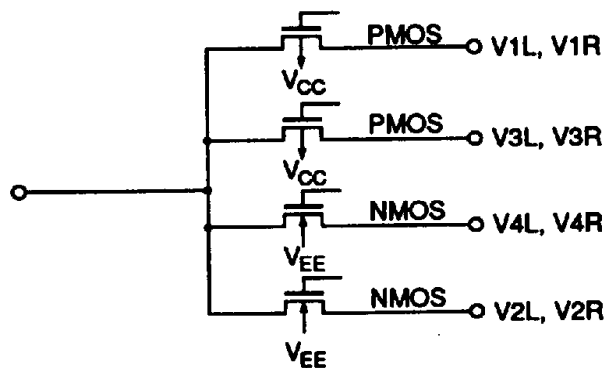 PMOS V1L, V1R
VCC
PMOS V3L, V3R
VCC
NMOS V4L, V4R
VEE
NMOS V2L, V2R
VEE